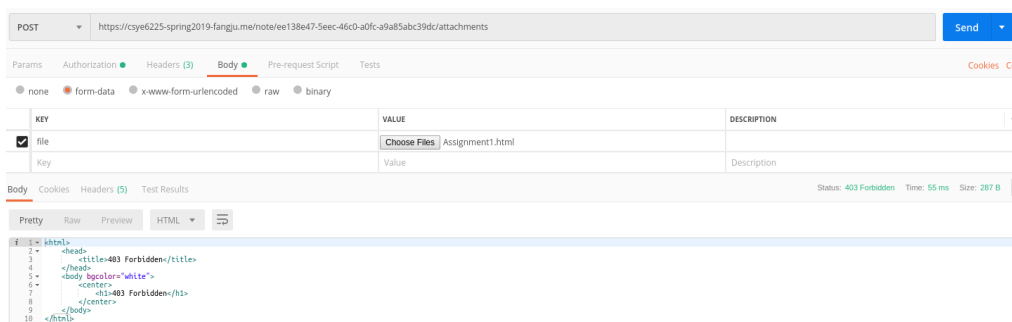 POST https://csye6225-spring2019-fangju.me/note/ee138e47-5eec-46c0-a0fc-a9a85abc39dc/attachments Send
Params Authorization Headers (3) Body Pre-request Script Tests Cookies C
none form-data x-www-form-urlencoded raw binary
KEY VALUE DESCRIPTION
file Choose Files Assignment1.html
Key Value Description
Body Cookies Headers (5) Test Results Status: 403 Forbidden Time: 55 ms Size: 287 B
Pretty Raw Preview HTML
i 1 <html>
2 <head>
3 <title>403 Forbidden</title>
4 </head>
5 <body bgcolor="white">
6 <center>
7 <h1>403 Forbidden</h1>
8 </center>
9 </body>
10 </html>